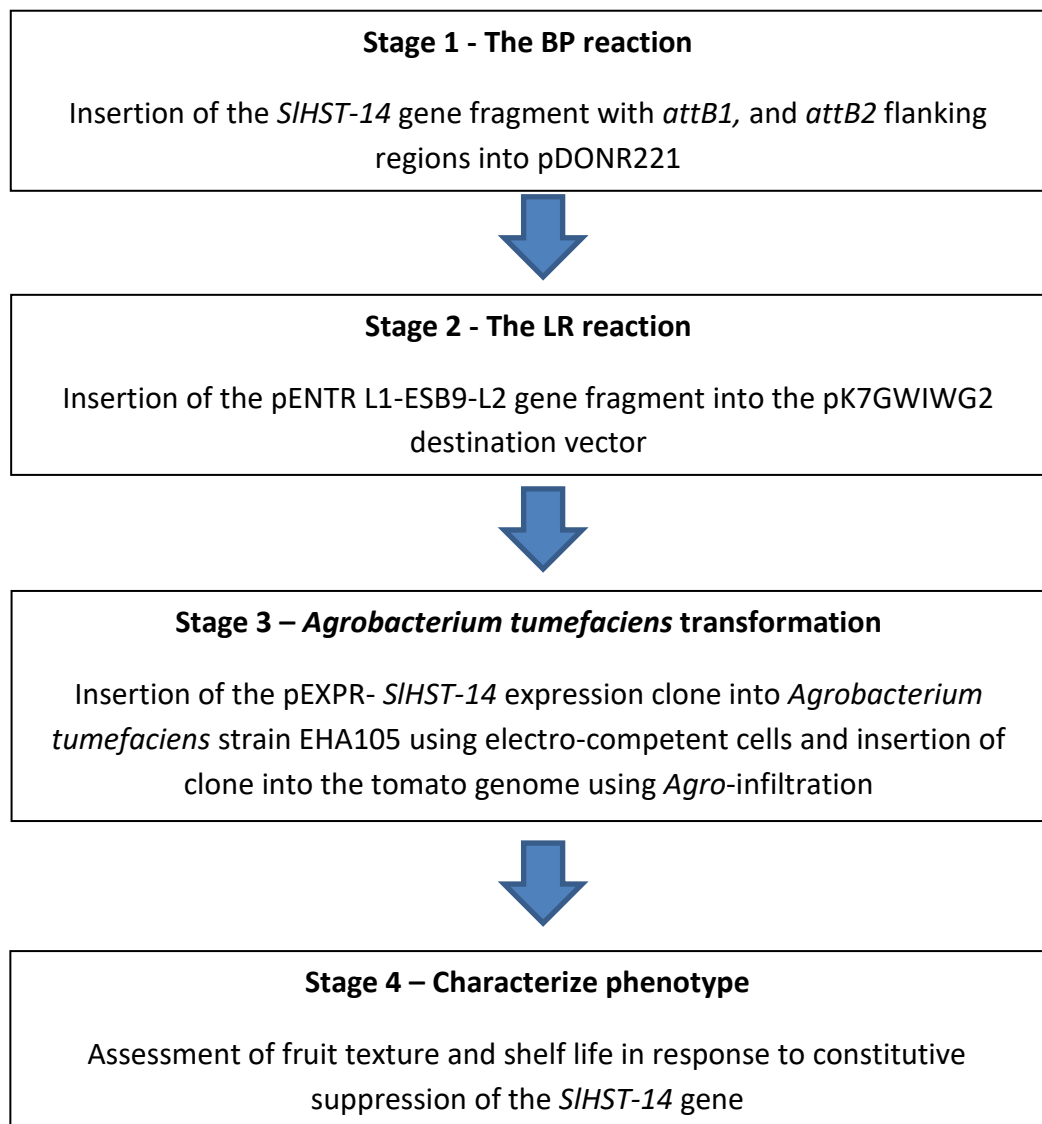 Stage 1 - The BP reaction
Insertion of the SlHST-14 gene fragment with attB1, and attB2 flanking
regions into pDONR221
Stage 2 - The LR reaction
Insertion of the pENTR L1-ESB9-L2 gene fragment into the pK7GWIWG2
destination vector
Stage 3 – Agrobacterium tumefaciens transformation
Insertion of the pEXPR- SlHST-14 expression clone into Agrobacterium
tumefaciens strain EHA105 using electro-competent cells and insertion of
clone into the tomato genome using Agro-infiltration
Stage 4 – Characterize phenotype
Assessment of fruit texture and shelf life in response to constitutive
suppression of the SlHST-14 gene